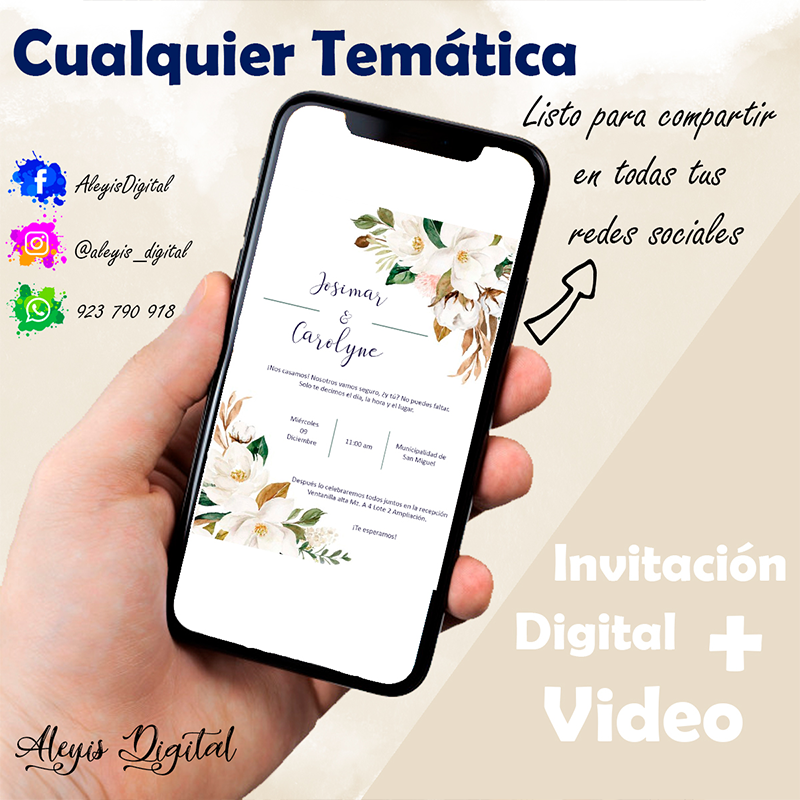 Cualquier Temática
Listo para compartir
en todas tus
redes sociales
AleyisDigital
@aleyis_digital
923 790 918
Josimar
&
Carolyne
¡Nos casamos! Nosotros vamos seguro, ¿y tú? No puedes faltar.
Solo te decimos el día, la hora y el lugar.
Miércoles
09
Diciembre
11:00 am
Municipalidad de
San Miguel
Después lo celebraremos todos juntos en la recepción
Ventanilla alta Mz. A 4 Lote 2 Ampliación.
¡Te esperamos!
Invitación
Digital +
Video
Aleyis Digital